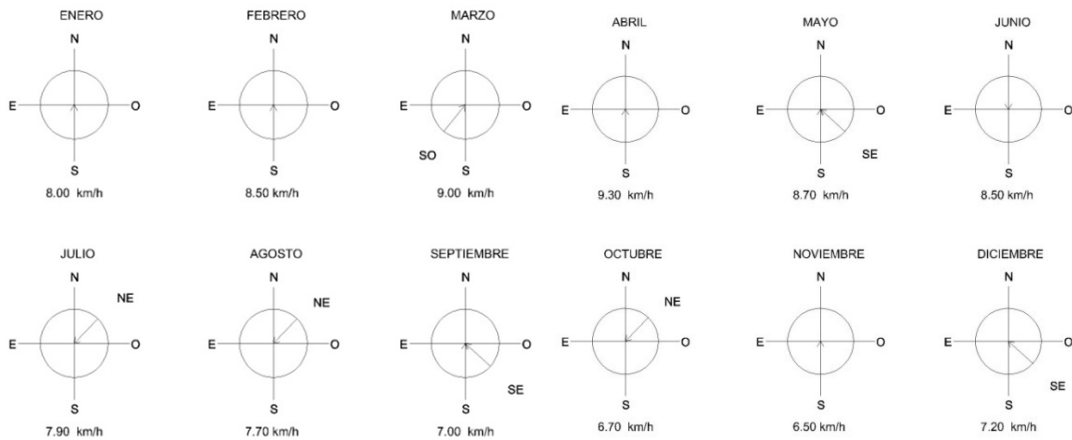 ENERO
N
E O
S
8.00 km/h
FEBRERO
N
E O
S
8.50 km/h
MARZO
N
E O
SO
S
9.00 km/h
ABRIL
N
E O
S
9.30 km/h
MAYO
N
E O
SE
S
8.70 km/h
JUNIO
N
E O
S
8.50 km/h
JULIO
N
NE
E O
S
7.90 km/h
AGOSTO
N
NE
E O
S
7.70 km/h
SEPTIEMBRE
N
E O
SE
S
7.00 km/h
OCTUBRE
N
NE
E O
S
6.70 km/h
NOVIEMBRE
N
E O
S
6.50 km/h
DICIEMBRE
N
E O
SE
S
7.20 km/h